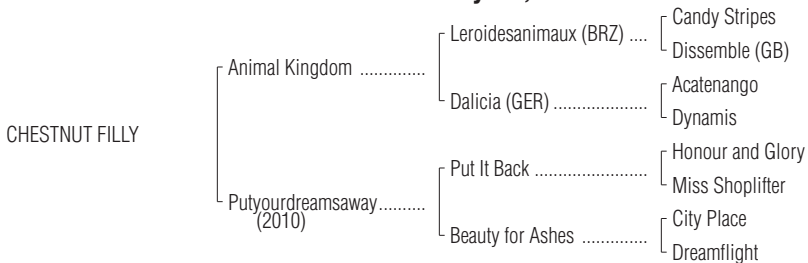 Candy Stripes
Leroidesanimaux (BRZ) ....
Dissemble (GB)
Animal Kingdom ..............
Acatenango
Dalicia (GER) ....................
Dynamis
CHESTNUT FILLY
Honour and Glory
Put It Back ........................
Miss Shoplifter
Putyourdreamsaway..........
(2010)
City Place
Beauty for Ashes ..............
Dreamflight